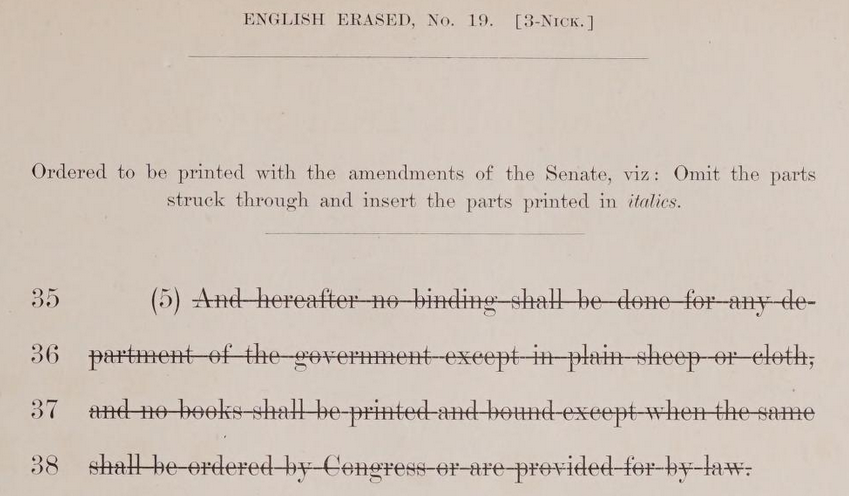 ENGLISH ERASED, No. 19. [3-Nick.]
Ordered to be printed with the amendments of the Senate, viz: Omit the parts
struck through and insert the parts printed in italics.
35 (5) And hereafter no binding shall be done for any de-
36 partment of the government except in plain sheep or cloth,
37 and no books shall be printed and bound except when the same
38 shall be ordered by Congress or are provided for by law.